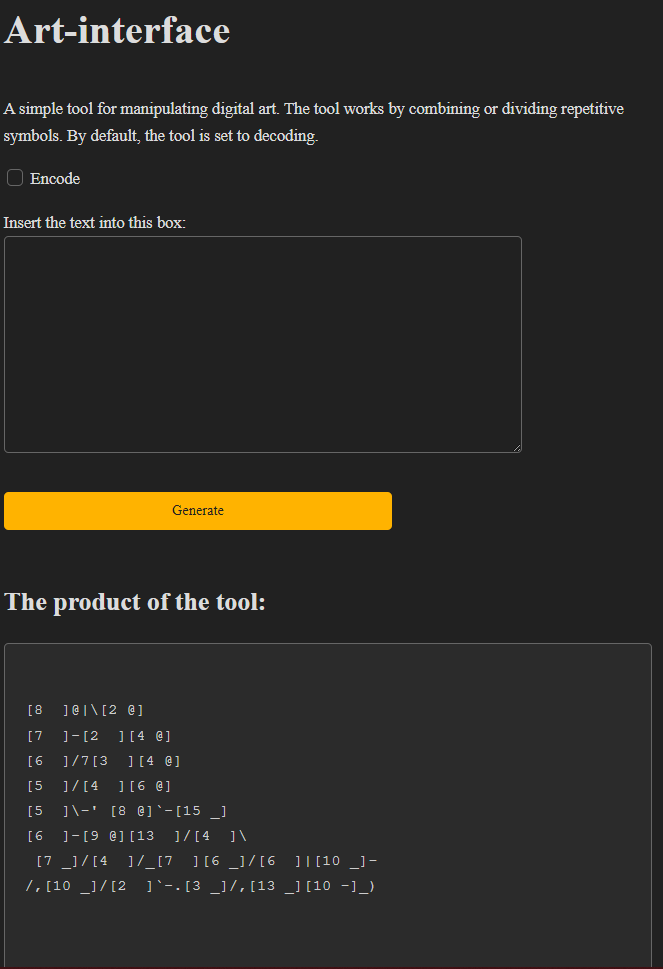 Art-interface
A simple tool for manipulating digital art. The tool works by combining or dividing repetitive
symbols. By default, the tool is set to decoding.
Encode
Insert the text into this box:
Generate
The product of the tool:
[8  ]@|\[2 @]
[7  ]-[2  ][4 @]
[6  ]/7[3  ][4 @]
[5  ]/[4  ][6 @]
[5  ]\-' [8 @]`-[15 _]
[6  ]-[9 @][13  ]/[4  ]\
 [7 _]/[4  ]/_[7  ][6 _]/[6  ]|[10 _]-
/,[10 _]/[2  ]`-.[3 _]/,[13 _][10 -]_)